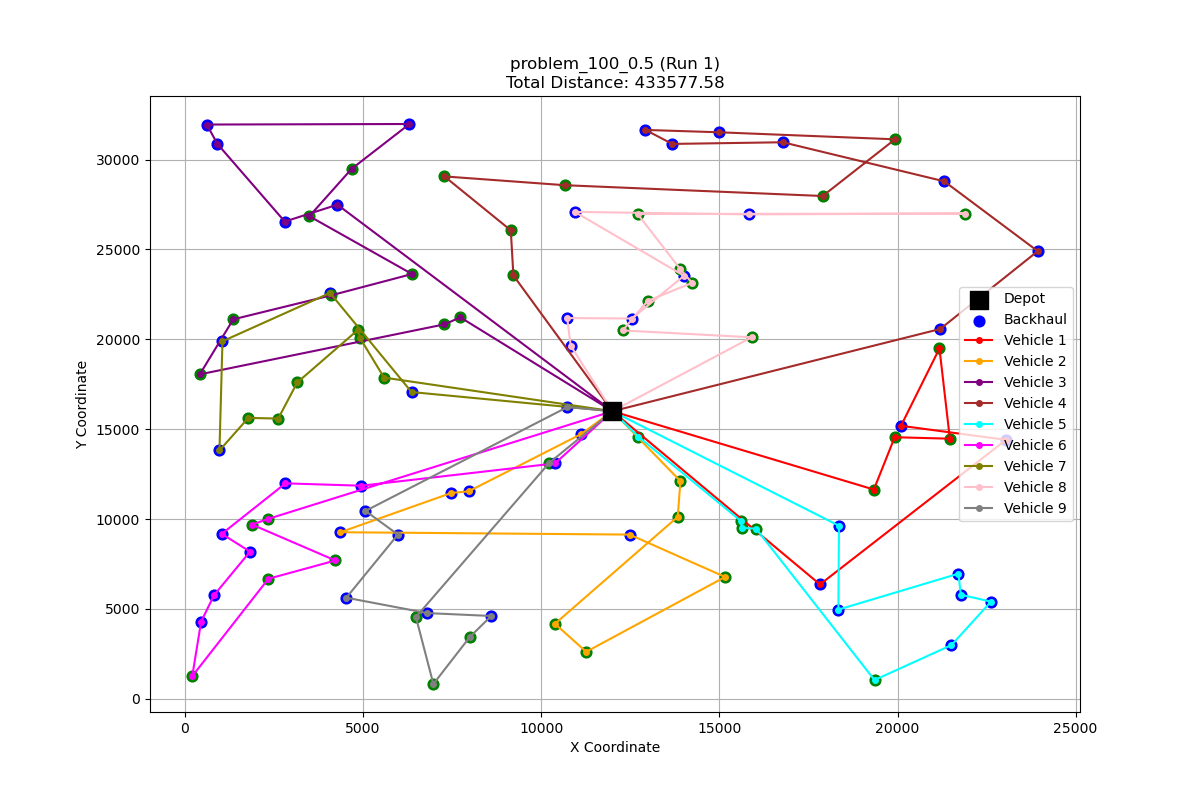 problem_100_0.5 (Run 1)
Total Distance: 433577.58
30000
25000
20000
15000
10000
5000
0
Y Coordinate
0
5000
10000
15000
20000
25000
X Coordinate
Depot
Backhaul
Vehicle 1
Vehicle 2
Vehicle 3
Vehicle 4
Vehicle 5
Vehicle 6
Vehicle 7
Vehicle 8
Vehicle 9